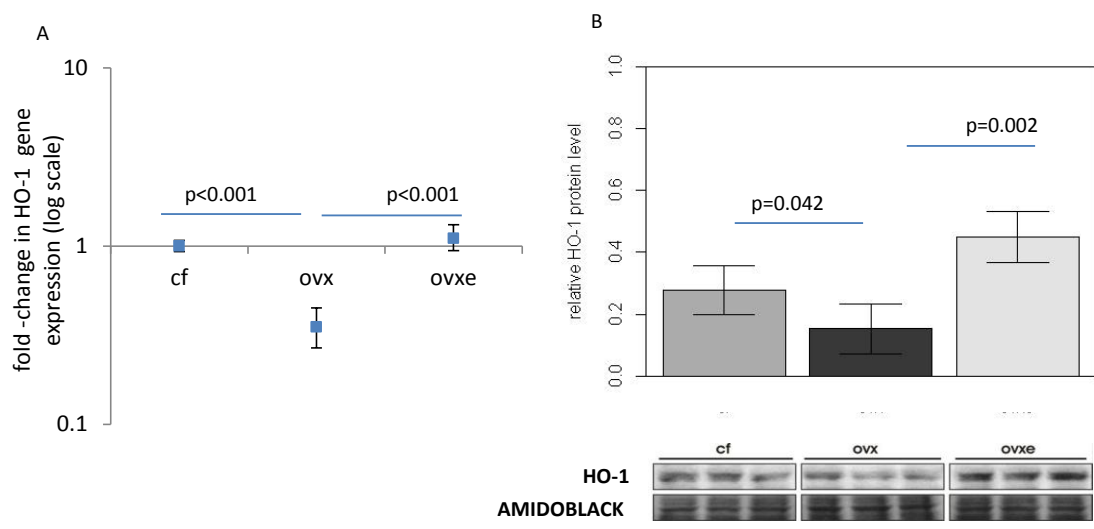 A
10
1
0.1
fold -change in HO-1 gene
expression (log scale)
p<0.001
p<0.001
cf
ovx
ovxe
B
1.0
0.8
0.6
0.4
0.2
0.0
relative HO-1 protein level
p=0.042
p=0.002
cf
ovx
ovxe
HO-1
AMIDOBLACK